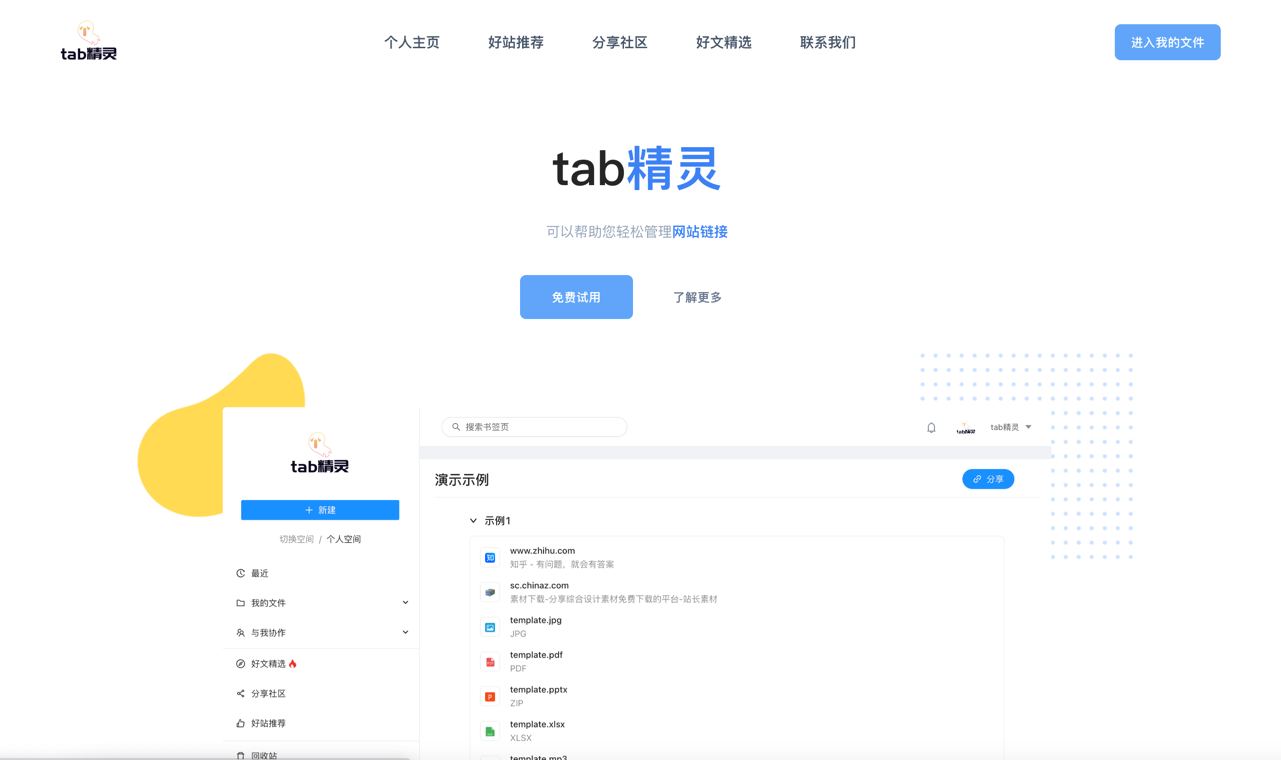 tab精灵
个人主页
好站推荐
分享社区
好文精选
联系我们
进入我的文件
tab精灵
可以帮助您轻松管理网站链接
免费试用
了解更多
tab精灵
+ 新建
切换空间 / 个人空间
最近
我的文件
与我协作
好文精选
分享社区
好站推荐
回收站
搜索书签页
tab精灵
tab精灵
演示示例
分享
示例1
www.zhihu.com
知乎 - 有问题，就会有答案
sc.chinaz.com
素材下载-分享综合设计素材免费下载的平台-站长素材
template.jpg
JPG
template.pdf
PDF
template.pptx
ZIP
template.xlsx
XLSX
template.mp3